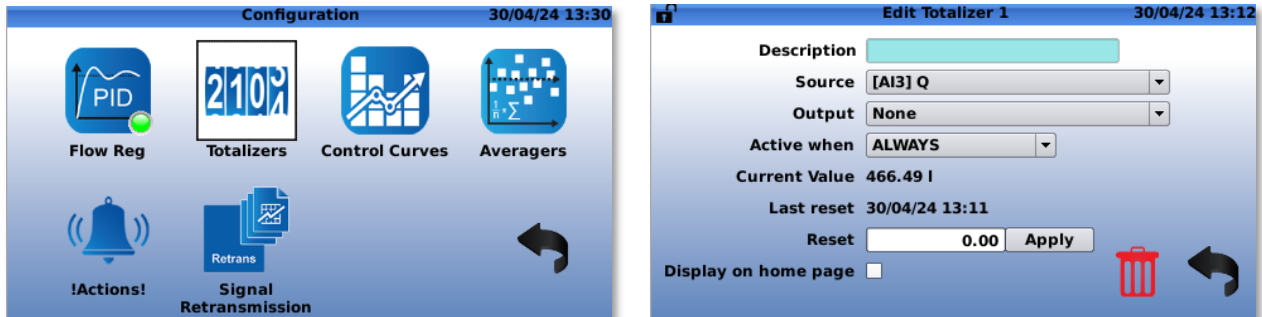 Configuration 30/04/24 13:30
PID
210
Flow Reg Totalizers Control Curves Averagers
Retrans
!Actions! Signal
Retransmission
Edit Totalizer 1 30/04/24 13:12
Description
Source [AI3] Q
Output None
Active when ALWAYS
Current Value 466.49 l
Last reset 30/04/24 13:11
Reset 0.00 Apply
Display on home page